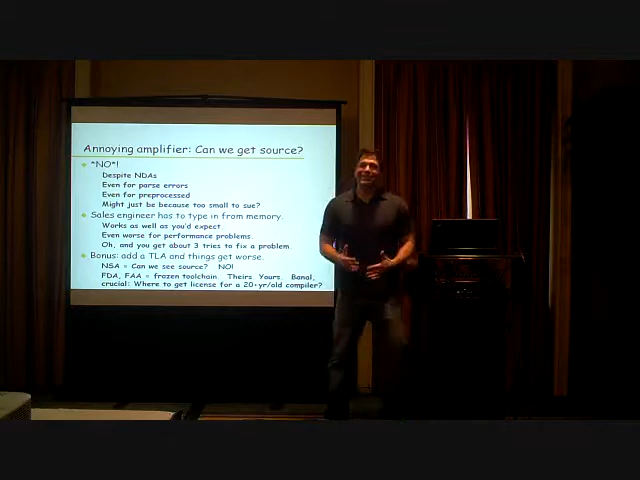 Annoying amplifier: Can we get source?
*NO*!
Despite NDAs
Even for parse errors
Even for preprocessed
Might just be because too small to sue?
Sales engineer has to type in from memory.
Works as well as you'd expect.
Even worse for performance problems.
Oh, and you get about 3 tries to fix a problem.
Bonus: add a TLA and things get worse.
NSA = Can we see source? NO!
FDA, FAA = frozen toolchain. Theirs Yours. Banal,
crucial: Where to get license for a 20-yr/old compiler?